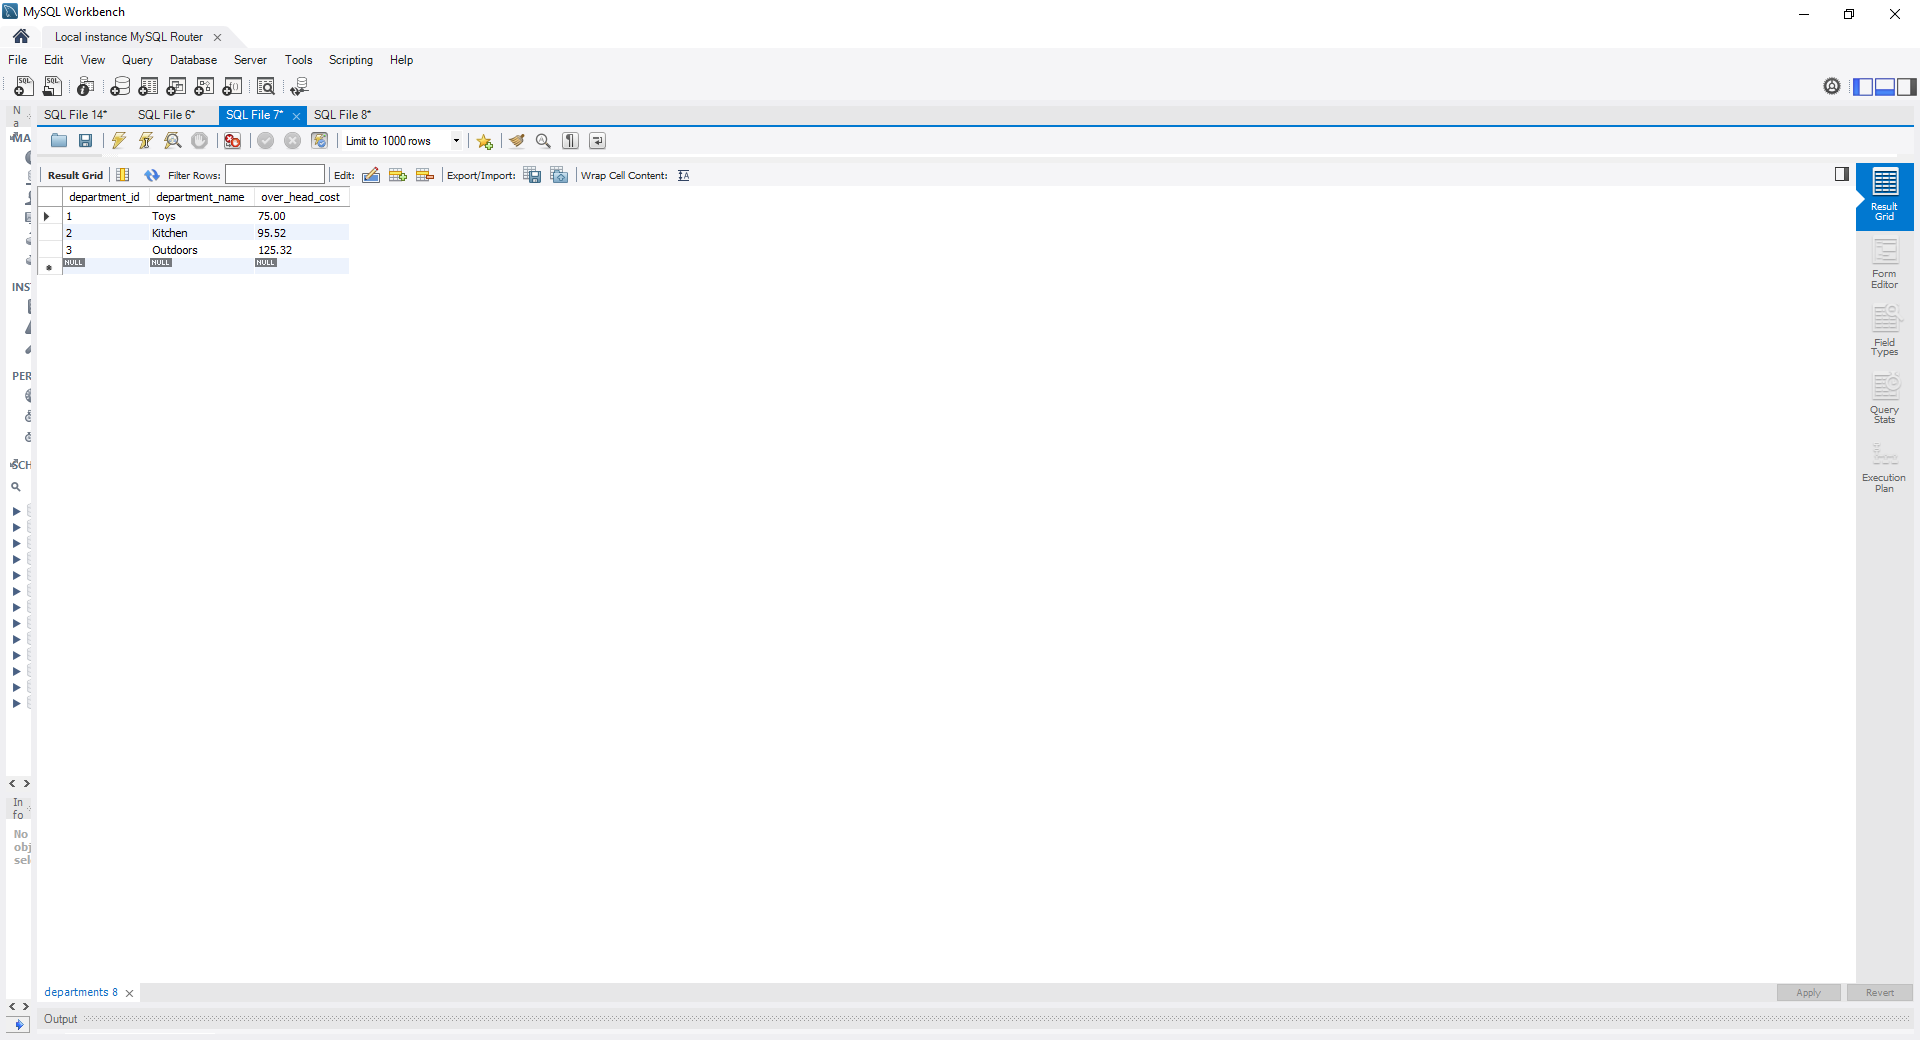 MySQL Workbench
Local instance MySQL Router
File Edit View Query Database Server Tools Scripting Help
SQL File 14* SQL File 6* SQL File 7* SQL File 8*
N
a
MA
Limit to 1000 rows
Result Grid Filter Rows: Edit: Export/Import: Wrap Cell Content:
department_id department_name over_head_cost
1 Toys 75.00
2 Kitchen 95.52
3 Outdoors 125.32
NULL NULL NULL
INS
PER
SCH
Result
Grid
Form
Editor
Field
Types
Query
Stats
Execution
Plan
In
fo
No
obj
sel
departments 8
Apply Revert
Output